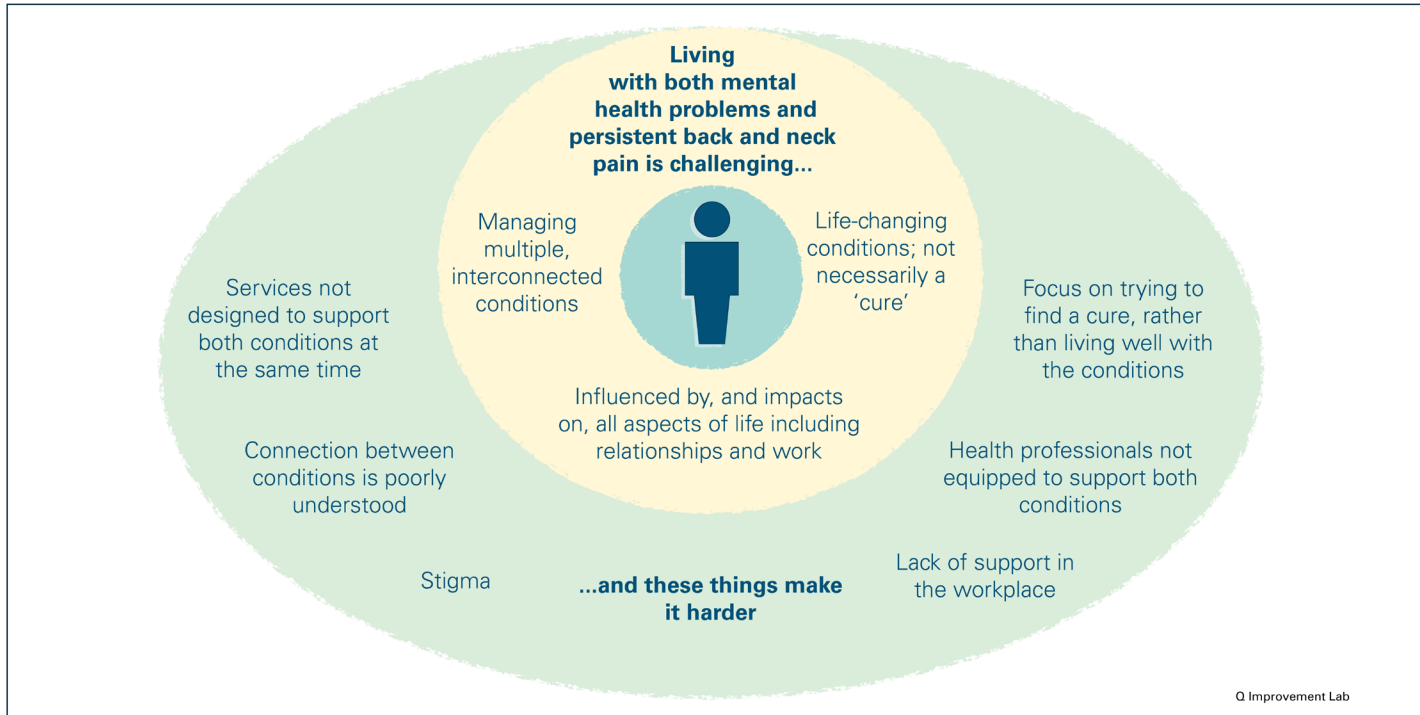 Living
with both mental
health problems and
persistent back and neck
pain is challenging...
Managing
multiple,
interconnected
conditions
Life-changing
conditions; not
necessarily a
‘cure’
Influenced by, and impacts
on, all aspects of life including
relationships and work
Services not
designed to support
both conditions at
the same time
Focus on trying to
find a cure, rather
than living well with
the conditions
Connection between
conditions is poorly
understood
Health professionals not
equipped to support both
conditions
Stigma
...and these things make
it harder
Lack of support in
the workplace
Q Improvement Lab